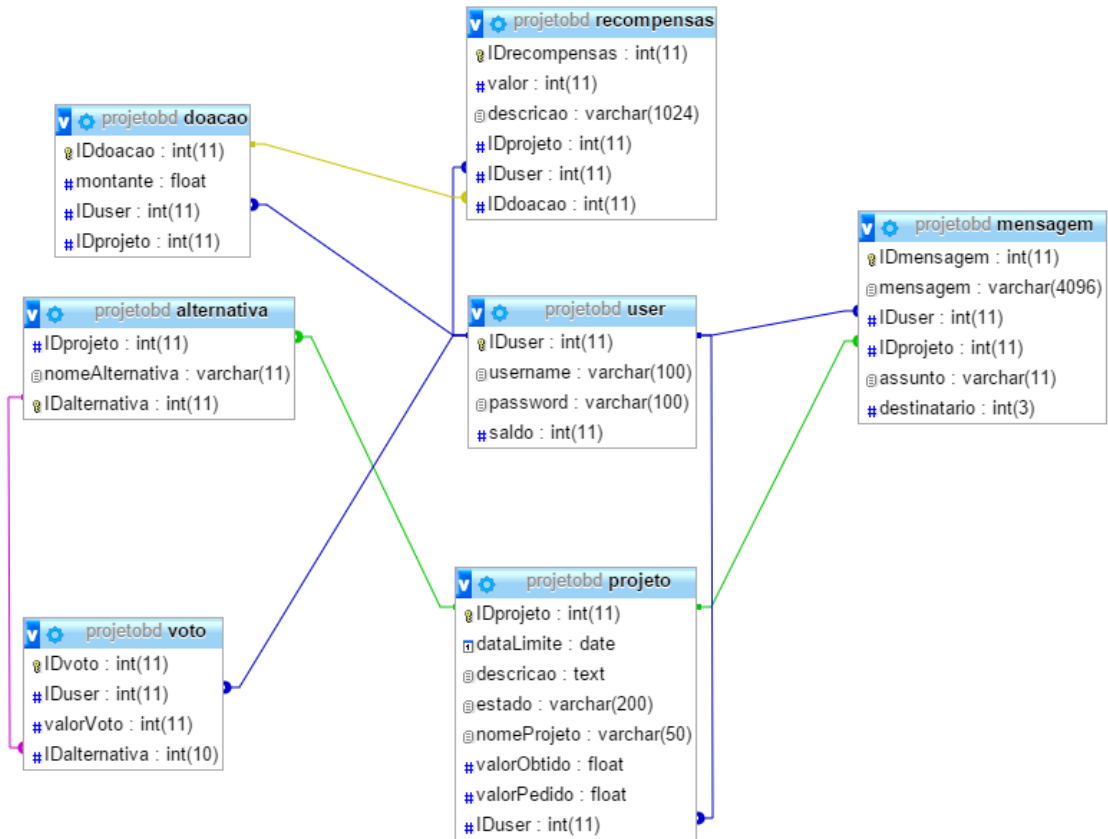 projetobd recompensas
IDrecompensas : int(11)
valor : int(11)
descricao : varchar(1024)
IDprojeto : int(11)
IDuser : int(11)
IDdoacao : int(11)
projetobd doacao
IDdoacao : int(11)
montante : float
IDuser : int(11)
IDprojeto : int(11)
projetobd mensagem
IDmensagem : int(11)
mensagem : varchar(4096)
IDuser : int(11)
IDprojeto : int(11)
assunto : varchar(11)
destinatario : int(3)
projetobd alternativa
IDprojeto : int(11)
nomeAlternativa : varchar(11)
IDalternativa : int(11)
projetobd user
IDuser : int(11)
username : varchar(100)
password : varchar(100)
saldo : int(11)
projetobd voto
IDvoto : int(11)
IDuser : int(11)
valorVoto : int(11)
IDalternativa : int(10)
projetobd projeto
IDprojeto : int(11)
dataLimite : date
descricao : text
estado : varchar(200)
nomeProjeto : varchar(50)
valorObtido : float
valorPedido : float
IDuser : int(11)